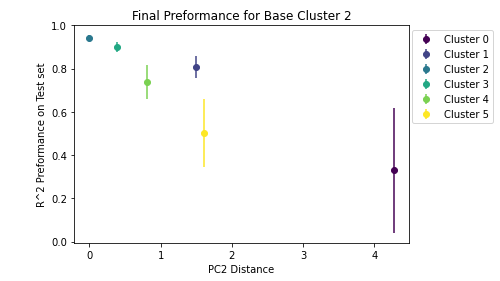 Final Preformance for Base Cluster 2
R^2 Preformance on Test set
1.0
0.8
0.6
0.4
0.2
0.0
0 1 2 3 4
PC2 Distance
Cluster 0
Cluster 1
Cluster 2
Cluster 3
Cluster 4
Cluster 5